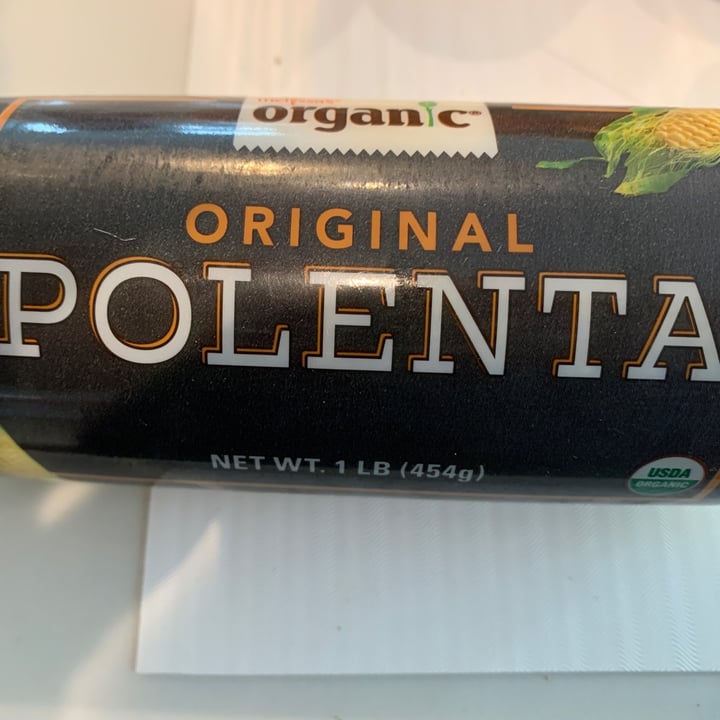 organic®
ORIGINAL
POLENTA
NET WT. 1 LB (454g)
USDA
ORGANIC